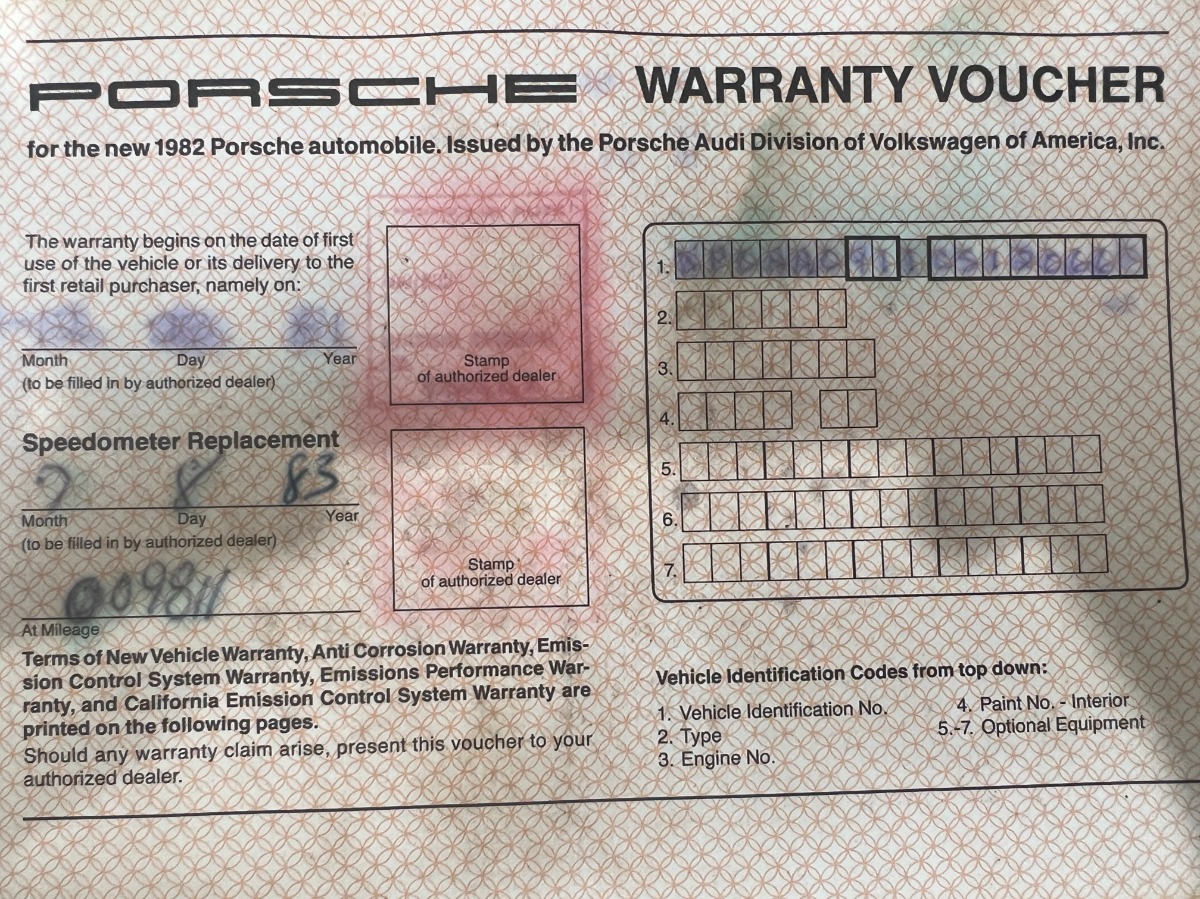 PORSCHE WARRANTY VOUCHER
for the new 1982 Porsche automobile. Issued by the Porsche Audi Division of Volkswagen of America, Inc.
The warranty begins on the date of first
use of the vehicle or its delivery to the
first retail purchaser, namely on:
Month Day Year
(to be filled in by authorized dealer)
Stamp
of authorized dealer
Speedometer Replacement
8 83
Month Day Year
(to be filled in by authorized dealer)
At Mileage
Stamp
of authorized dealer
Terms of New Vehicle Warranty, Anti Corrosion Warranty, Emis-
sion Control System Warranty, Emissions Performance War-
ranty, and California Emission Control System Warranty are
printed on the following pages.
Should any warranty claim arise, present this voucher to your
authorized dealer.
1.
2.
3.
4.
5.
6.
7.
Vehicle Identification Codes from top down:
1. Vehicle Identification No.
2. Type
3. Engine No.
4. Paint No. - Interior
5.-7. Optional Equipment